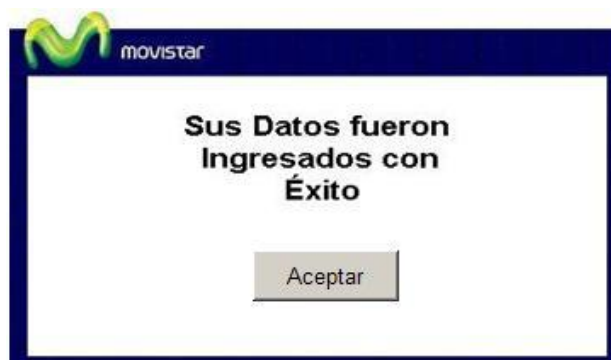 movistar
Sus Datos fueron
Ingresados con
Éxito
Aceptar